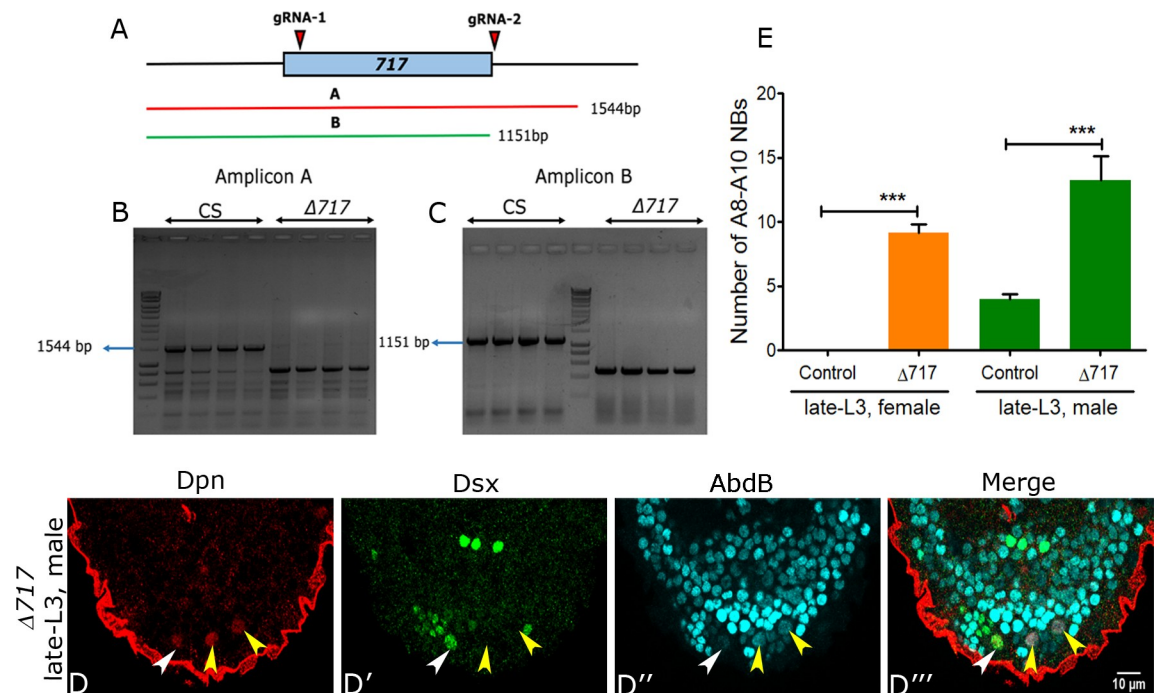 A
gRNA-1
gRNA-2
717
A
1544bp
B
1151bp
Amplicon A
Amplicon B
B
CS
Δ717
C
CS
Δ717
1544 bp
1151 bp
E
Number of A8-A10 NBs
20
15
10
5
0
***
***
Control
Δ717
Control
Δ717
late-L3, female
late-L3, male
Dpn
Dsx
AbdB
Merge
Δ717
late-L3, male
D
D'
D''
D'''
10 µm